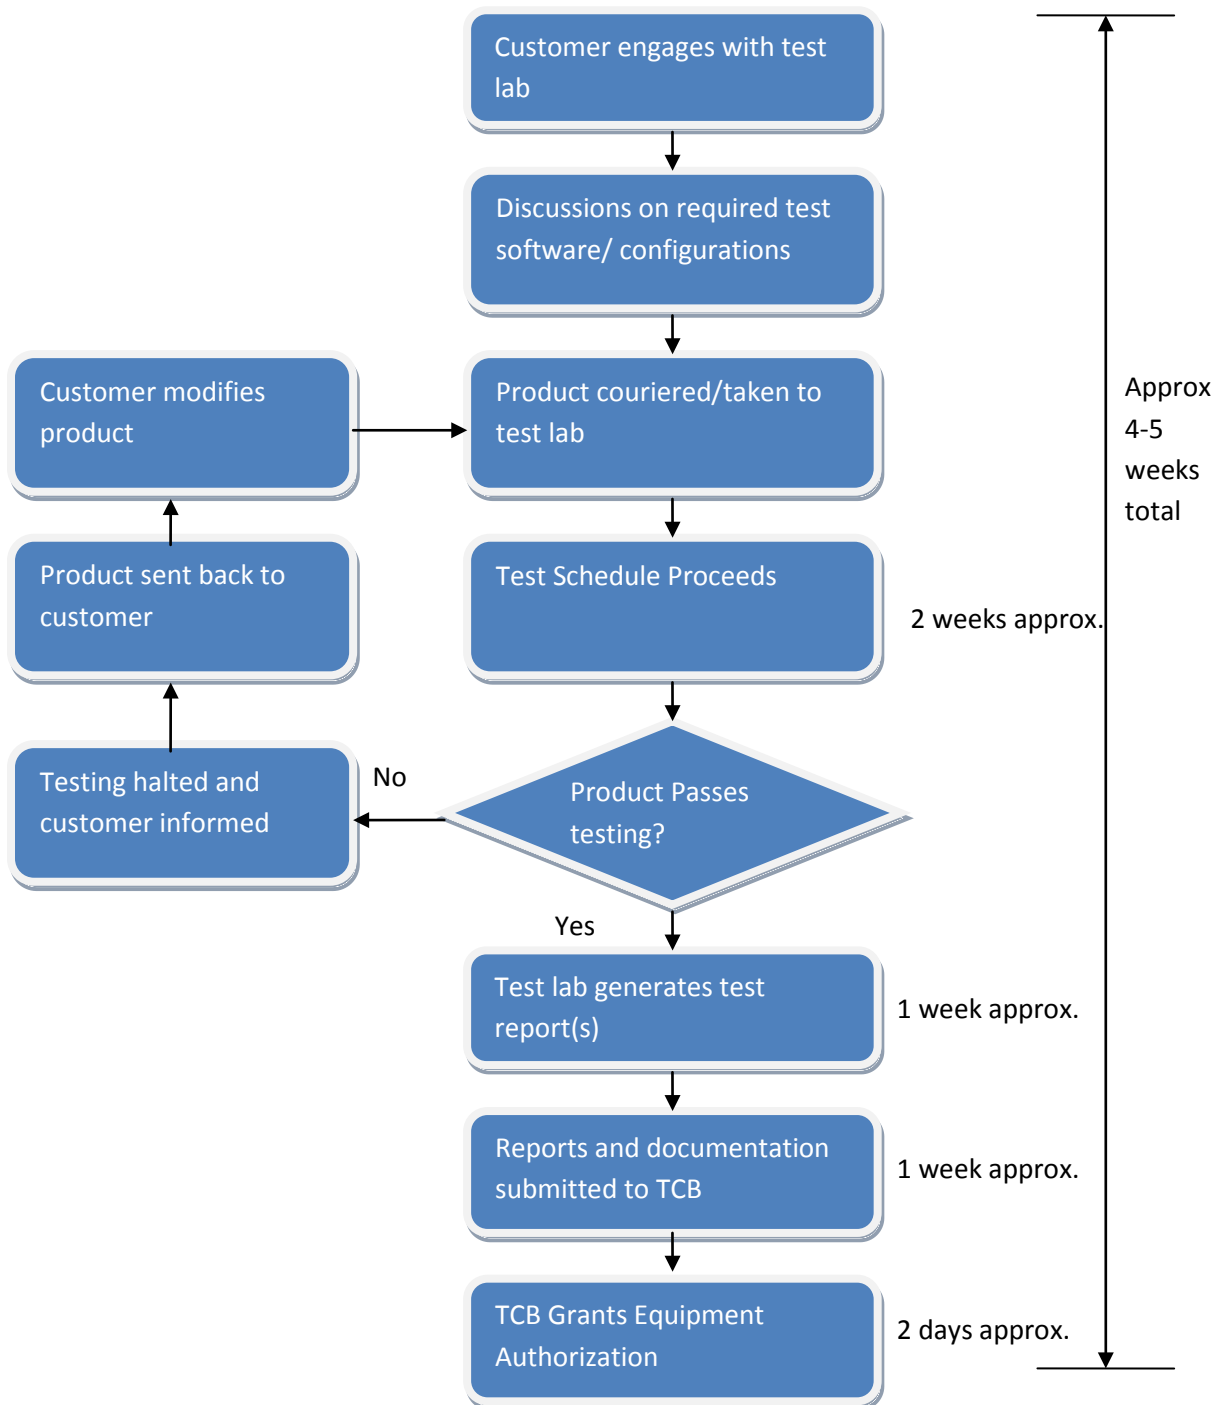 Customer engages with test
lab
Discussions on required test
software/ configurations
Customer modifies
product
Product couriered/taken to
test lab
Approx
4-5
weeks
total
Product sent back to
customer
Test Schedule Proceeds
2 weeks approx.
Testing halted and
customer informed
No
Product Passes
testing?
Yes
Test lab generates test
report(s)
1 week approx.
Reports and documentation
submitted to TCB
1 week approx.
TCB Grants Equipment
Authorization
2 days approx.